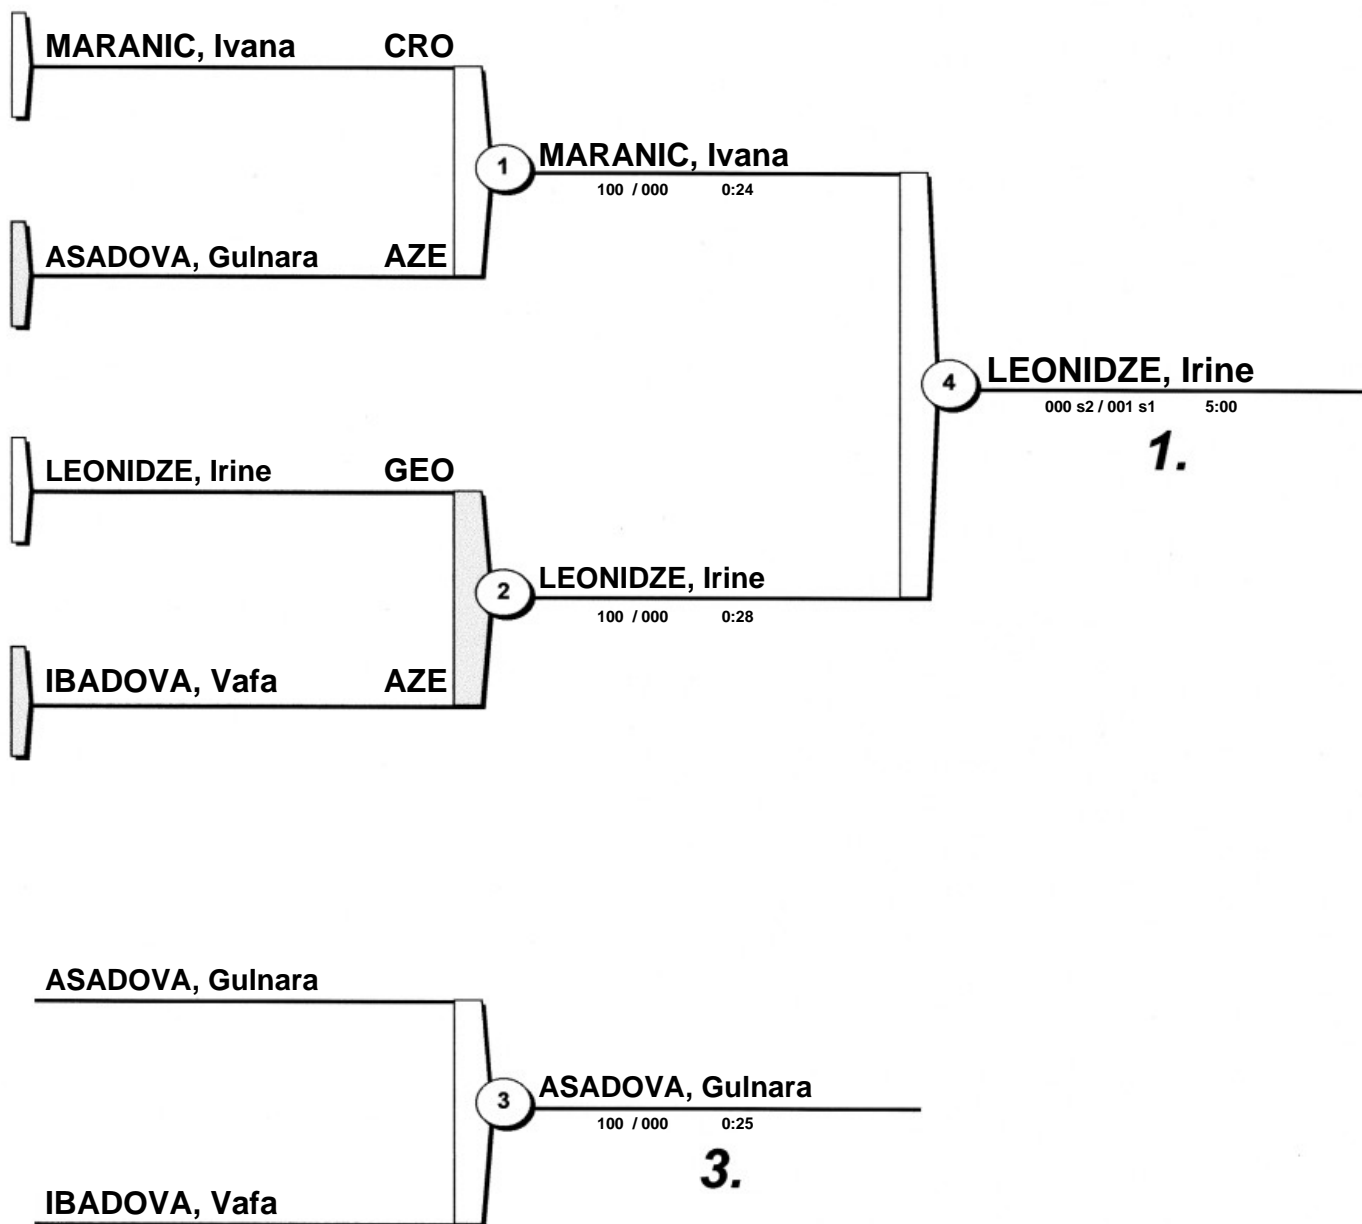 MARANIC, Ivana CRO
1 MARANIC, Ivana
100 / 000 0:24
ASADOVA, Gulnara AZE
4 LEONIDZE, Irine
000 s2 / 001 s1 5:00
1.
LEONIDZE, Irine GEO
2 LEONIDZE, Irine
100 / 000 0:28
IBADOVA, Vafa AZE
ASADOVA, Gulnara
3 ASADOVA, Gulnara
100 / 000 0:25
3.
IBADOVA, Vafa